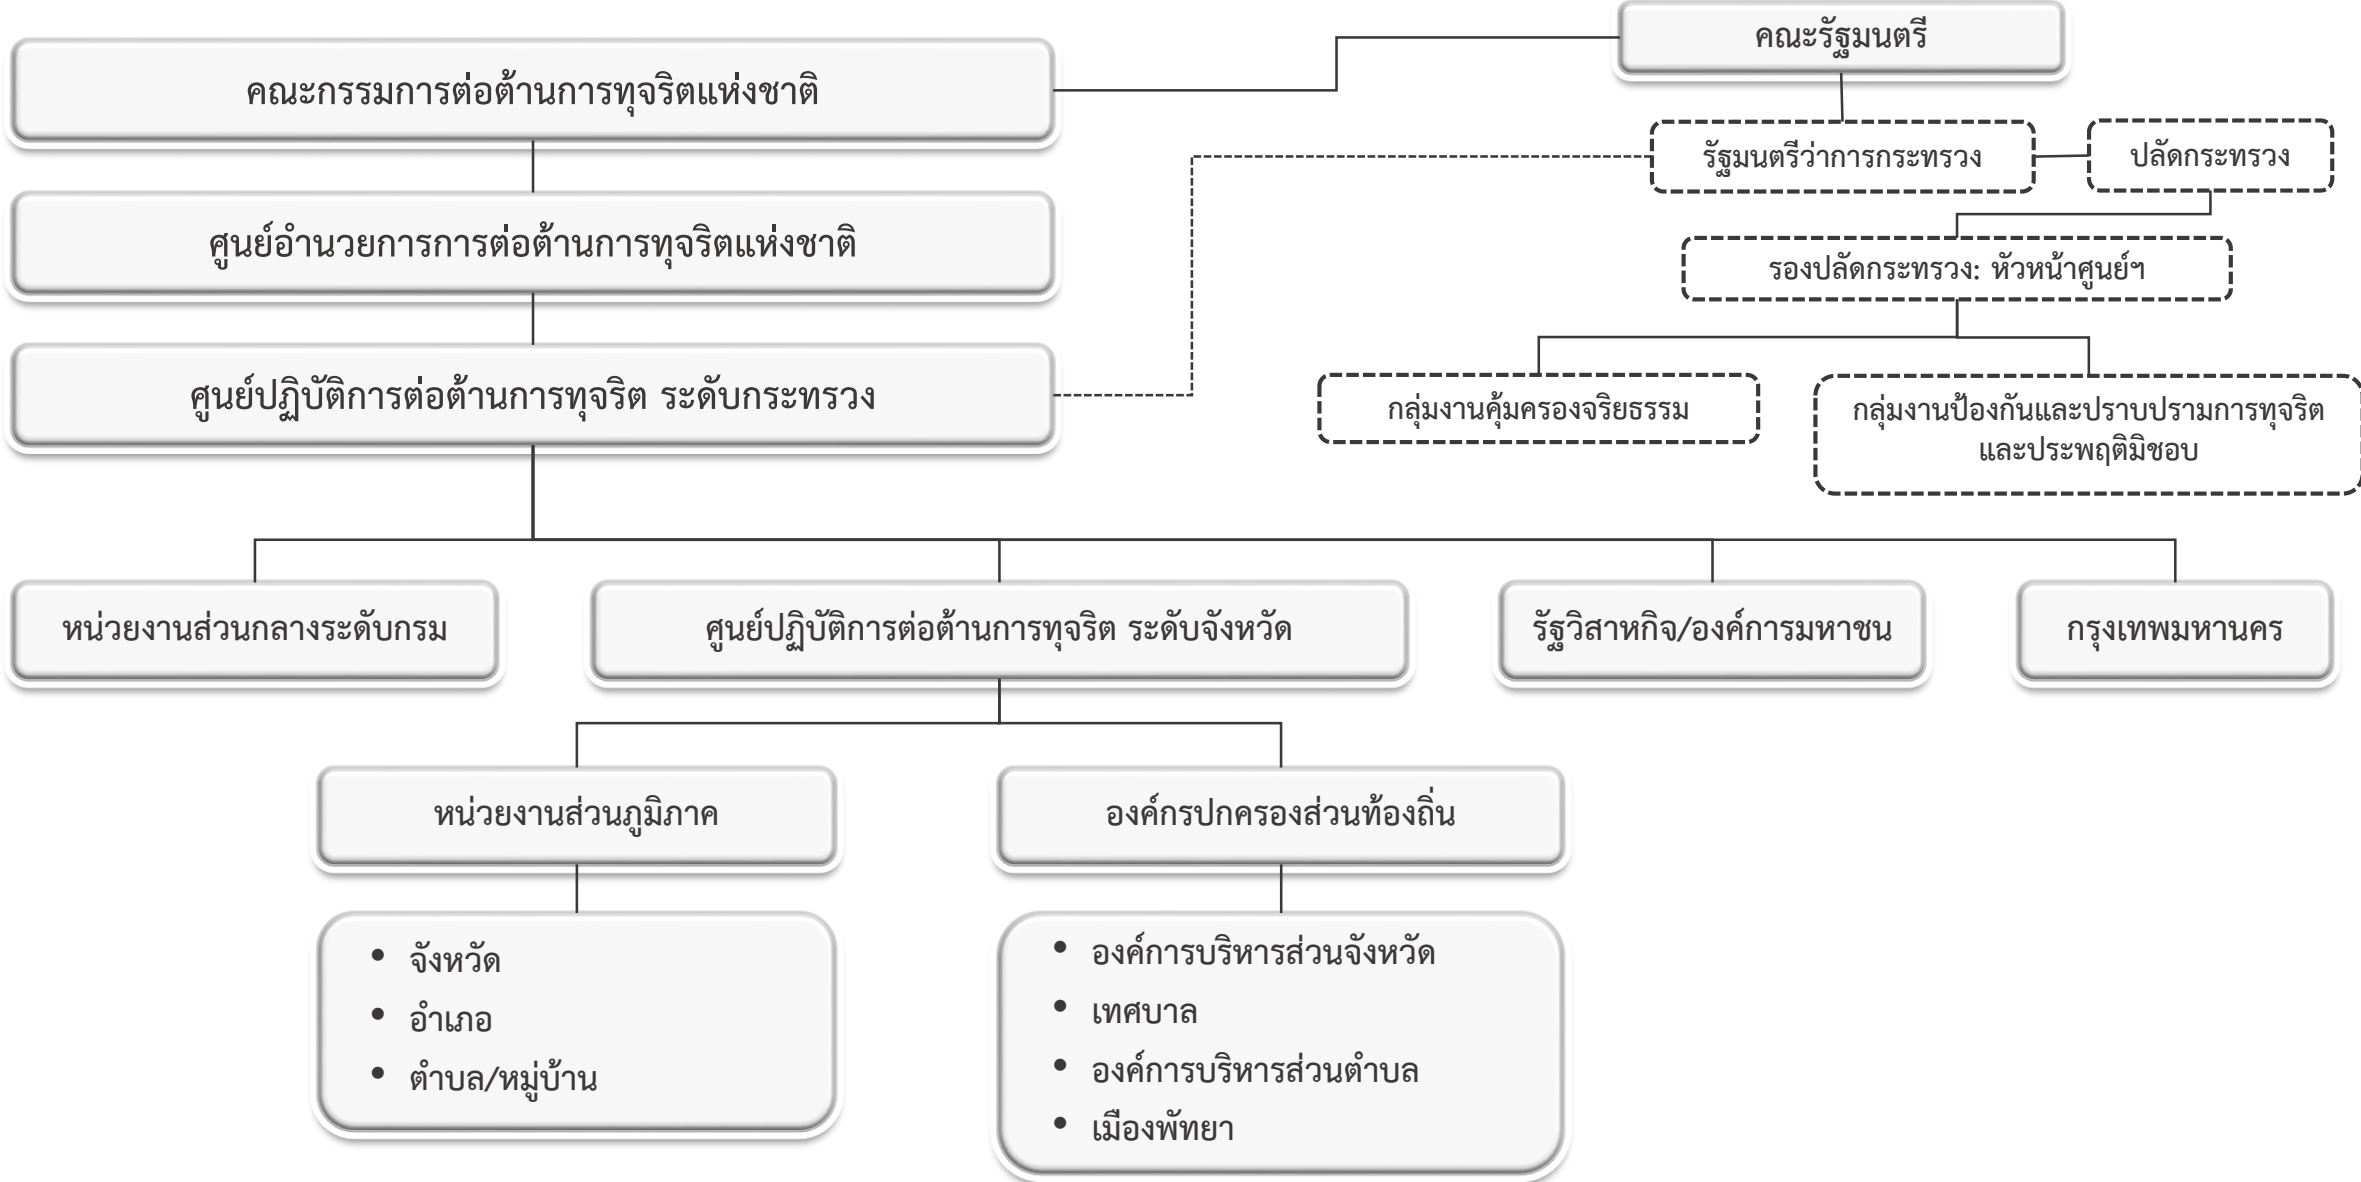 คณะรัฐมนตรี
คณะกรรมการต่อต้านการทุจริตแห่งชาติ
รัฐมนตรีว่าการกระทรวง
ปลัดกระทรวง
ศูนย์อำนวยการการต่อต้านการทุจริตแห่งชาติ
รองปลัดกระทรวง: หัวหน้าศูนย์ฯ
ศูนย์ปฏิบัติการต่อต้านการทุจริต ระดับกระทรวง
กลุ่มงานคุ้มครองจริยธรรม
กลุ่มงานป้องกันและปราบปรามการทุจริต
และประพฤติมิชอบ
หน่วยงานส่วนกลางระดับกรม
ศูนย์ปฏิบัติการต่อต้านการทุจริต ระดับจังหวัด
รัฐวิสาหกิจ/องค์การมหาชน
กรุงเทพมหานคร
หน่วยงานส่วนภูมิภาค
องค์กรปกครองส่วนท้องถิ่น
• จังหวัด
• อำเภอ
• ตำบล/หมู่บ้าน
• องค์การบริหารส่วนจังหวัด
• เทศบาล
• องค์การบริหารส่วนตำบล
• เมืองพัทยา